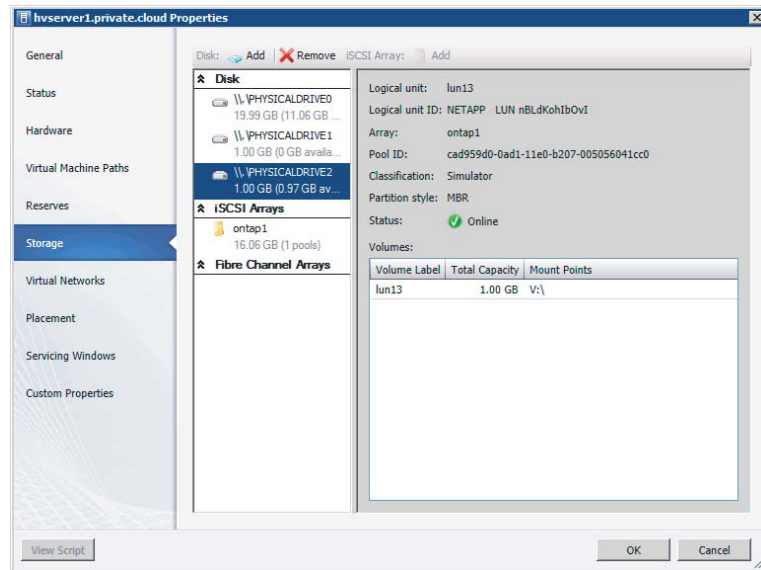 hvserver1.private.cloud Properties
General
Status
Hardware
Virtual Machine Paths
Reserves
Storage
Virtual Networks
Placement
Servicing Windows
Custom Properties
Disk: Add Remove iSCSI Array: Add
Disk
\\.\PHYSICALDRIVE0
19.99 GB (11.06 GB ...
\\.\PHYSICALDRIVE1
1.00 GB (0 GB availa...
\\.\PHYSICALDRIVE2
1.00 GB (0.97 GB av...
iSCSI Arrays
ontap1
16.06 GB (1 pools)
Fibre Channel Arrays
Logical unit: lun13
Logical unit ID: NETAPP LUN nBLdKohIbOvI
Array: ontap1
Pool ID: cad959d0-0ad1-11e0-b207-005056041cc0
Classification: Simulator
Partition style: MBR
Status: Online
Volumes:
Volume Label Total Capacity Mount Points
lun13 1.00 GB V:\
View Script
OK Cancel